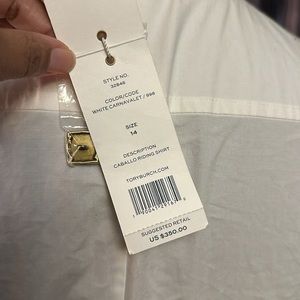 STYLE NO.
32846
COLOR/CODE
WHITE CARNAVALET / 996
SIZE
14
DESCRIPTION
CABALLO RIDING SHIRT
TORYBURCH.COM
SUGGESTED RETAIL
US $350.00